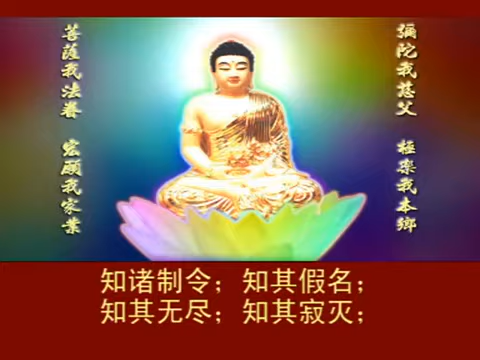 彌陀我慈父 極樂我本鄉
菩薩我法眷 宏願我家業
知诸制令；知其假名；
知其无尽；知其寂灭；